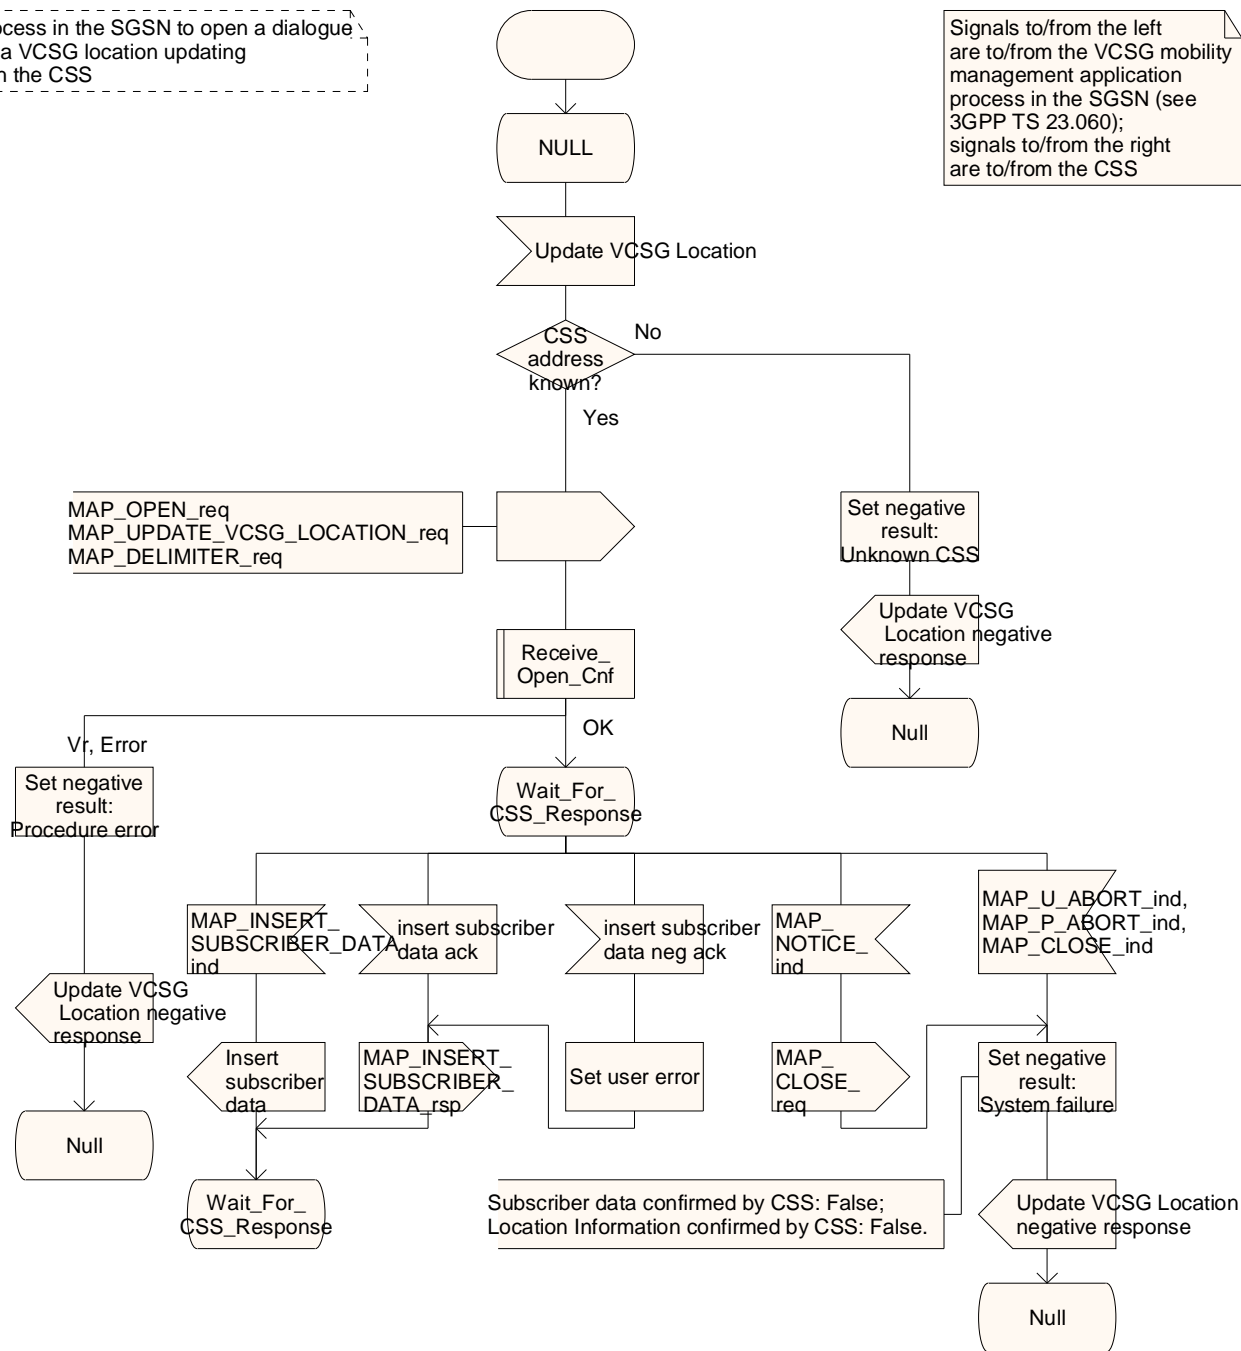 in the SGSN to open a dialogue
a VCSG location updating
the CSS
Signals to/from the left
are to/from the VCSG mobility
management application
process in the SGSN (see
3GPP TS 23.060);
signals to/from the right
are to/from the CSS
NULL
Update VCSG Location
CSS
address
known?
No
Yes
MAP_OPEN_req
MAP_UPDATE_VCSG_LOCATION_req
MAP_DELIMITER_req
Set negative
result:
Unknown CSS
Update VCSG
Location negative
response
Null
Receive_
Open_Cnf
OK
Vr, Error
Set negative
result:
Procedure error
Wait_For_
CSS_Response
MAP_INSERT_
SUBSCRIBER_DATA_
ind
insert subscriber
data ack
insert subscriber
data neg ack
MAP_
NOTICE_
ind
MAP_U_ABORT_ind,
MAP_P_ABORT_ind,
MAP_CLOSE_ind
Update VCSG
Location negative
response
Insert
subscriber
data
MAP_INSERT_
SUBSCRIBER_
DATA_rsp
Set user error
MAP_
CLOSE_
req
Set negative
result:
System failure
Null
Wait_For_
CSS_Response
Subscriber data confirmed by CSS: False;
Location Information confirmed by CSS: False.
Update VCSG Location
negative response
Null